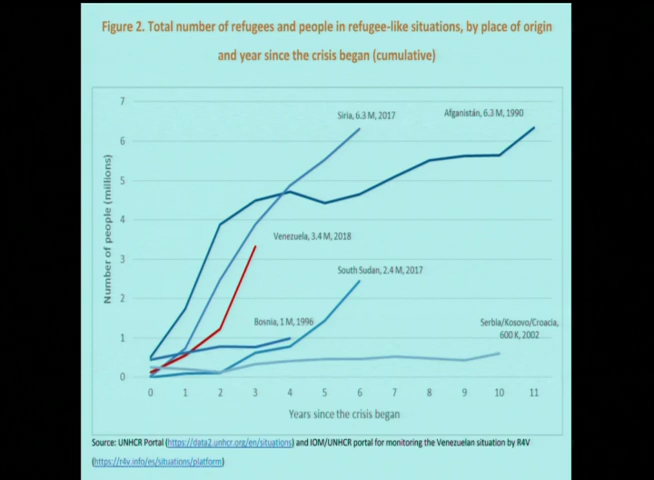 Figure 2. Total number of refugees and people in refugee-like situations, by place of origin
and year since the crisis began (cumulative)
7
Siria, 6.3 M, 2017
Afganistán, 6.3 M, 1990
6
5
4
Venezuela, 3.4 M, 2018
3
South Sudan, 2.4 M, 2017
2
Bosnia, 1 M, 1996
Serbia/Kosovo/Croacia,
600 K, 2002
1
0
Number of people (millions)
0 1 2 3 4 5 6 7 8 9 10 11
Years since the crisis began
Source: UNHCR Portal (https://data2.unhcr.org/en/situations) and IOM/UNHCR portal for monitoring the Venezuelan situation by R4V
(https://r4v.info/es/situations/platform)